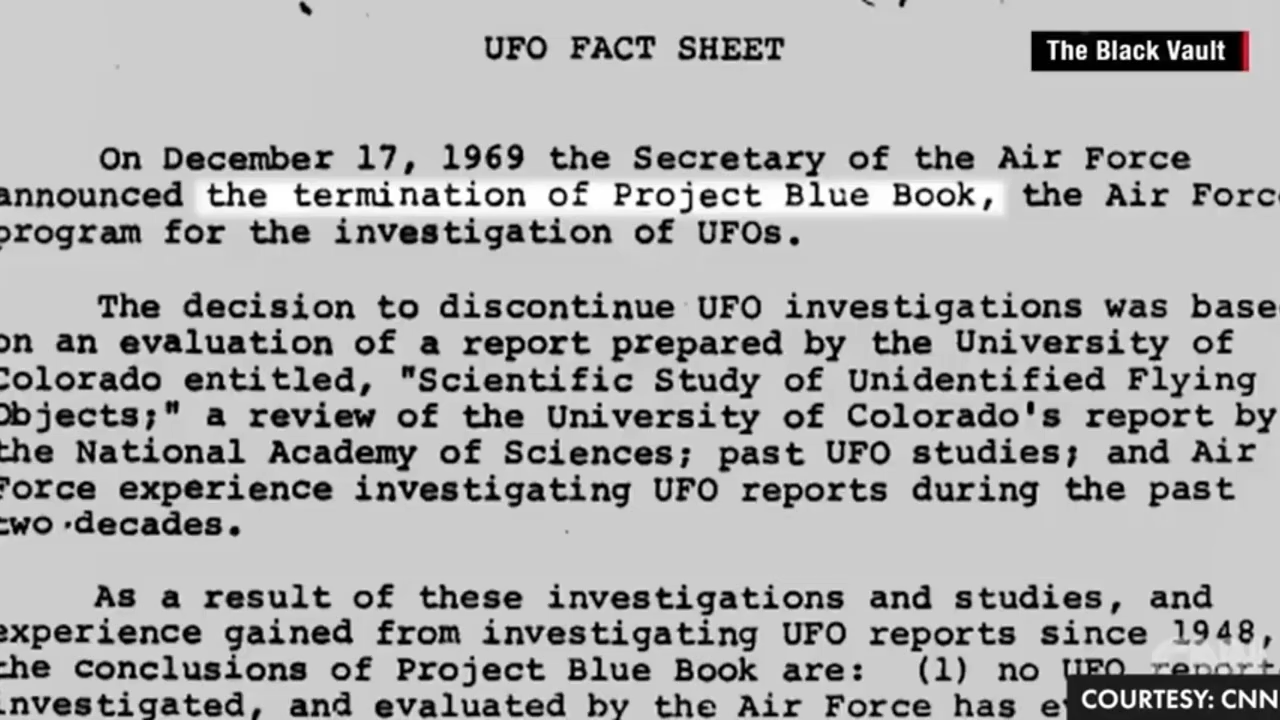 UFO FACT SHEET
The Black Vault
On December 17, 1969 the Secretary of the Air Force
announced the termination of Project Blue Book, the Air Forc
program for the investigation of UFOs.
The decision to discontinue UFO investigations was base
on an evaluation of a report prepared by the University of
Colorado entitled, "Scientific Study of Unidentified Flying
Objects;" a review of the University of Colorado's report by
the National Academy of Sciences; past UFO studies; and Air
Force experience investigating UFO reports during the past
two decades.
As a result of these investigations and studies, and
experience gained from investigating UFO reports since 1948,
the conclusions of Project Blue Book are: (1) no UFO report
investigated, and evaluated by the Air Force has e
COURTESY: CNN